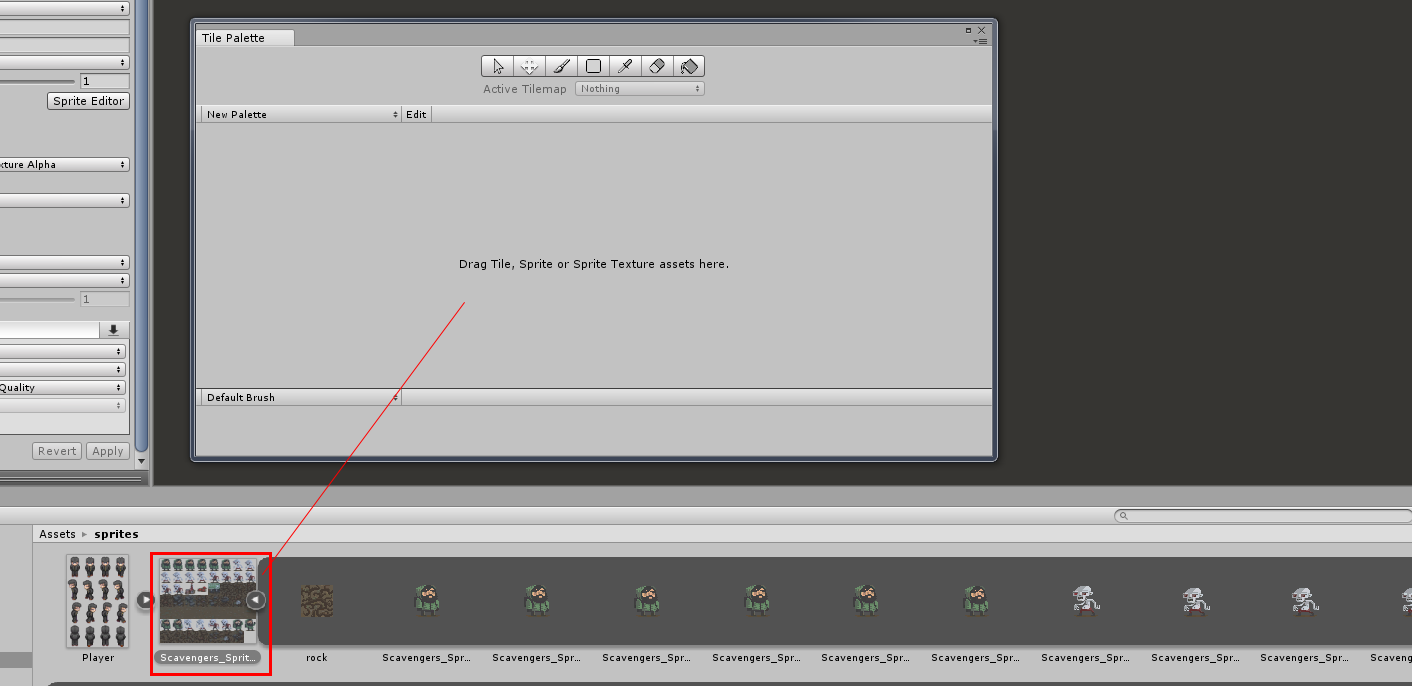 Tile Palette
1
Sprite Editor
Active Tilemap
Nothing
New Palette
Edit
xture Alpha
Drag Tile, Sprite or Sprite Texture assets here.
1
Quality
Default Brush
Revert
Apply
Assets
sprites
Player
Scavengers_Sprit...
rock
Scavengers_Spr...
Scavengers_Spr...
Scavengers_Spr...
Scavengers_Spr...
Scavengers_Spr...
Scavengers_Spr...
Scavengers_Spr...
Scavengers_Spr...
Scavengers_Spr...
Scaveng